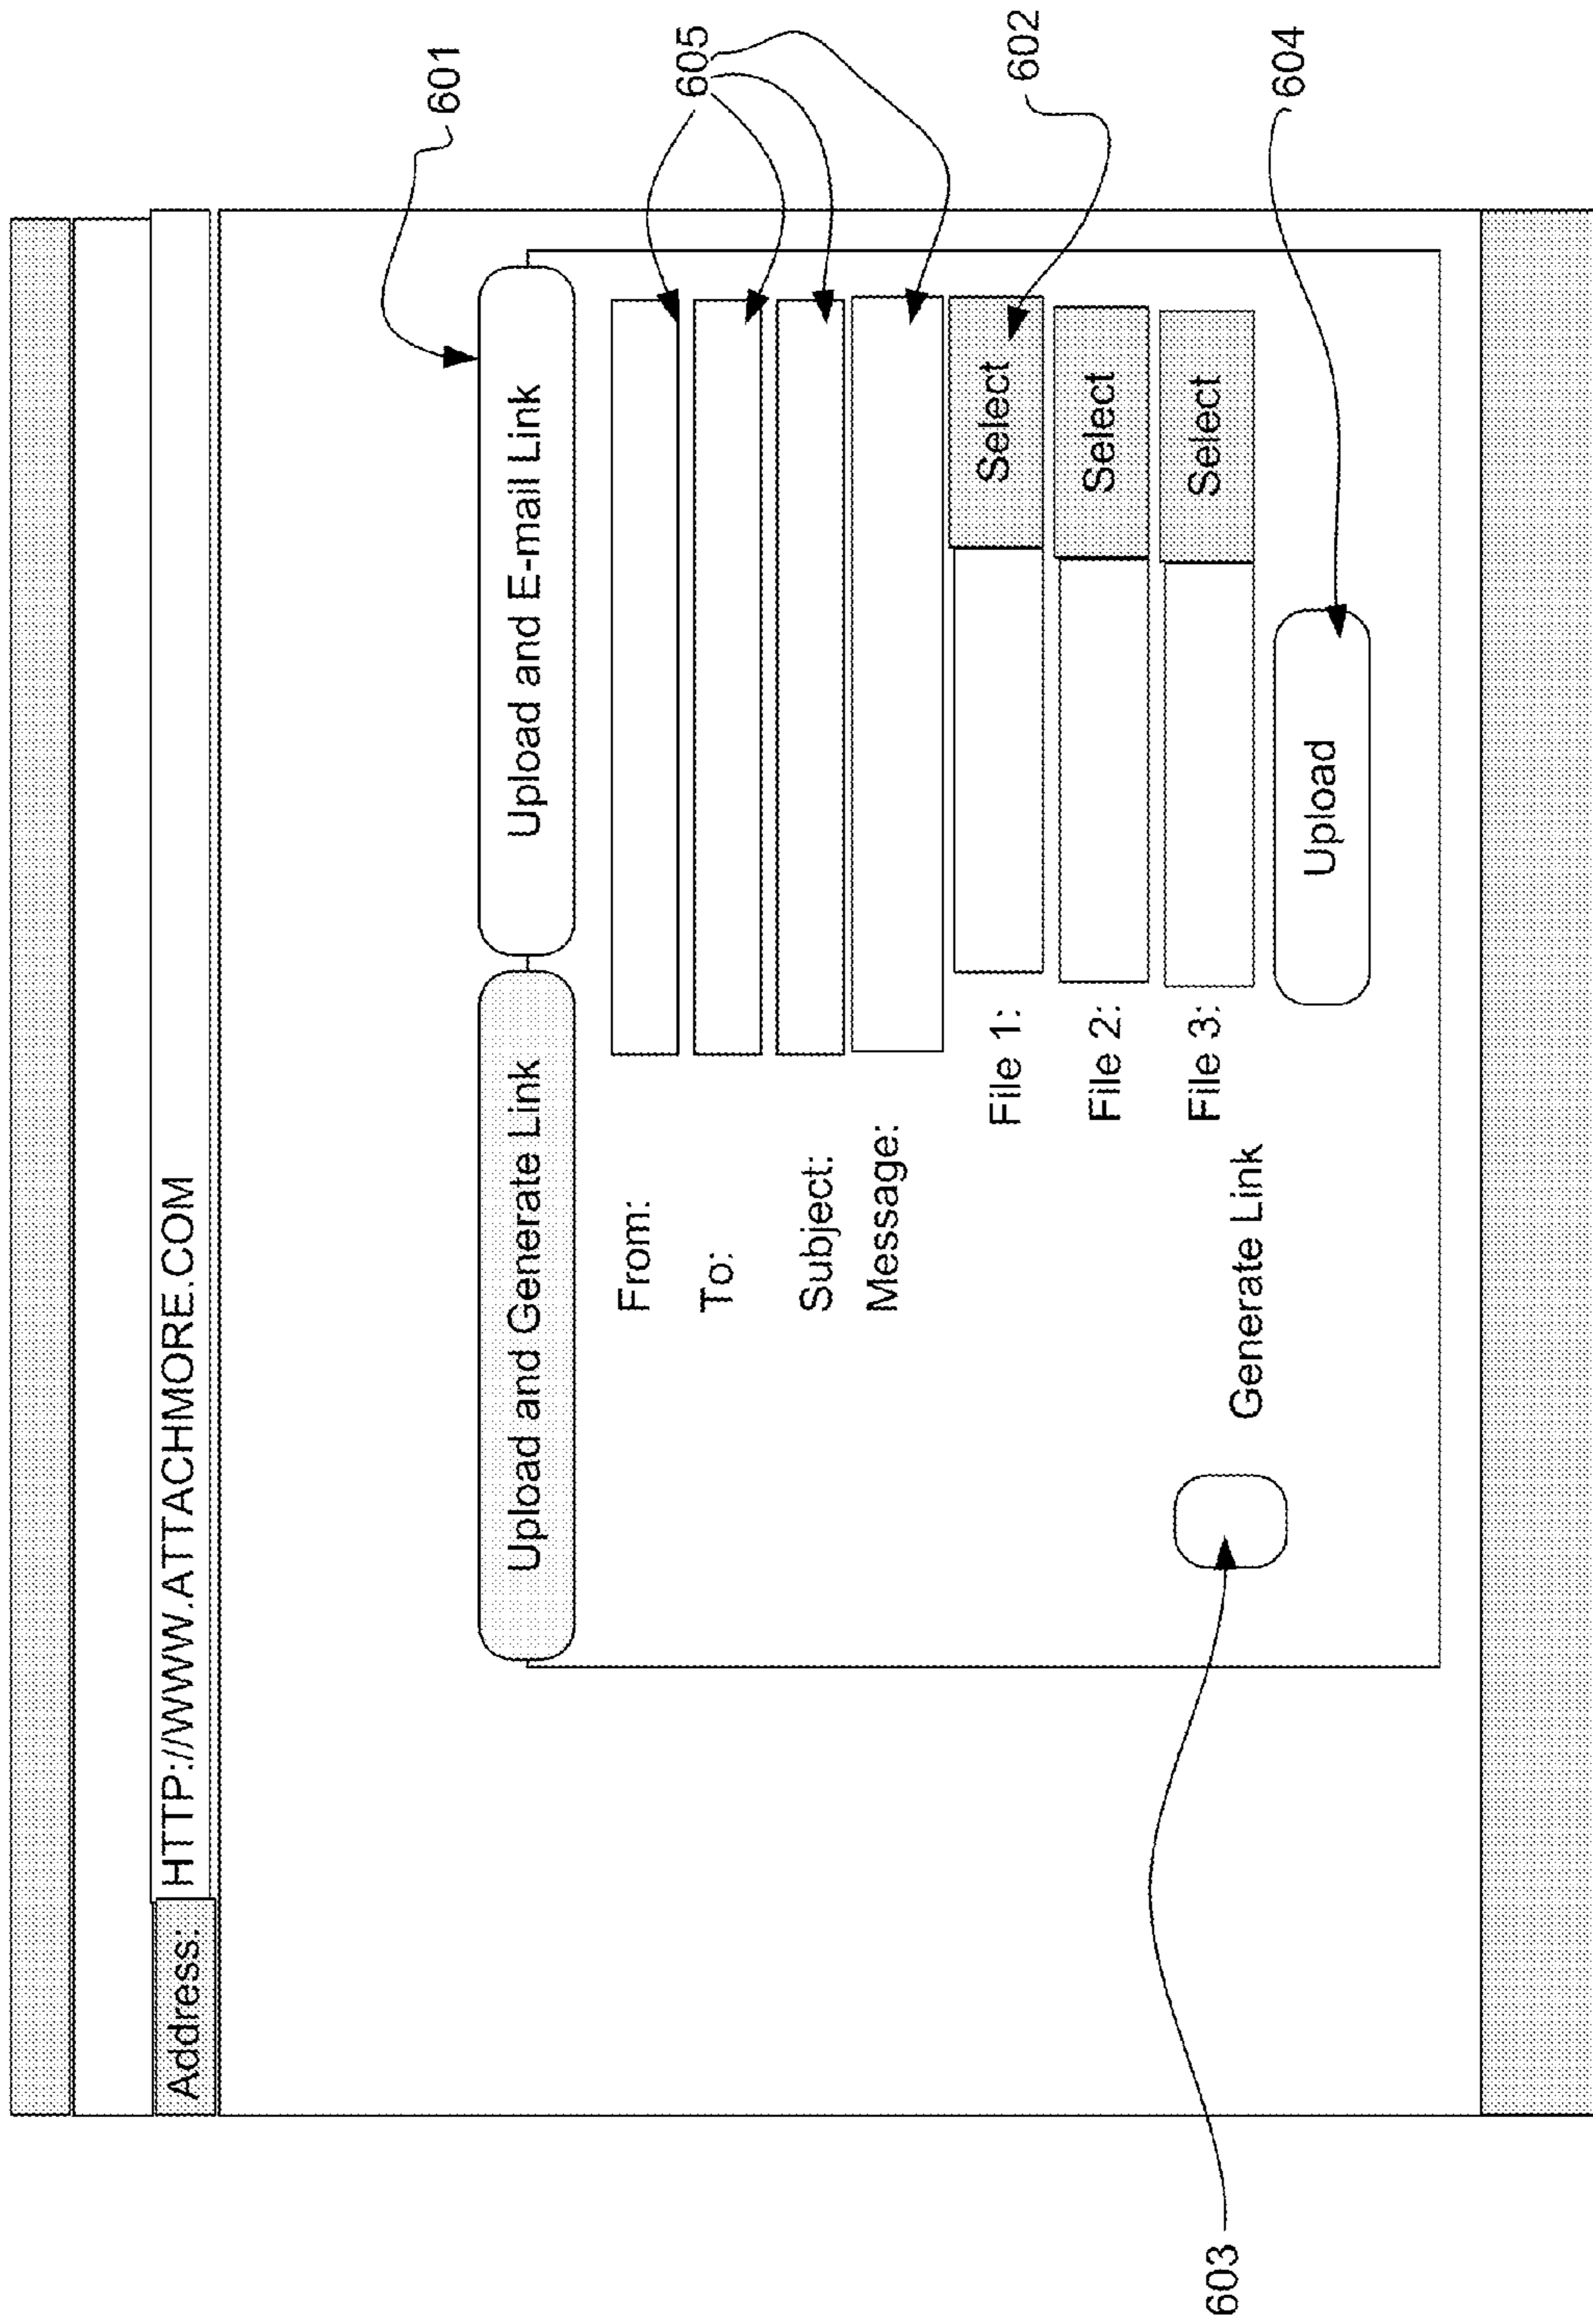 Address: HTTP://WWW.ATTACHMORE.COM
601
Upload and Generate Link Upload and E-mail Link
From:
605
To:
Subject:
Message:
File 1: Select
602
File 2: Select
File 3: Select
603
Generate Link
Upload
604